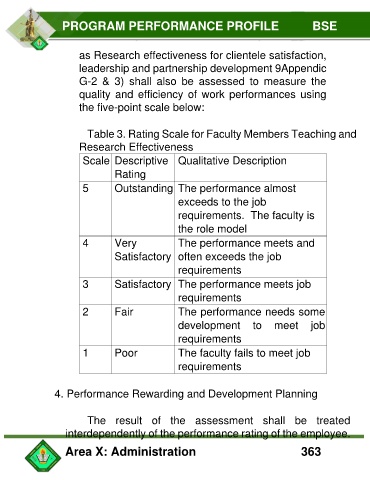 PROGRAM PERFORMANCE PROFILE BSE
as Research effectiveness for clientele satisfaction,
leadership and partnership development 9Appendic
G-2 & 3) shall also be assessed to measure the
quality and efficiency of work performances using
the five-point scale below:
Table 3. Rating Scale for Faculty Members Teaching and
Research Effectiveness
Scale Descriptive Qualitative Description
Rating
5 Outstanding The performance almost
exceeds to the job
requirements. The faculty is
the role model
4 Very The performance meets and
Satisfactory often exceeds the job
requirements
3 Satisfactory The performance meets job
requirements
2 Fair The performance needs some
development to meet job
requirements
1 Poor The faculty fails to meet job
requirements
4. Performance Rewarding and Development Planning
The result of the assessment shall be treated
interdependently of the performance rating of the employee.
Area X: Administration 363